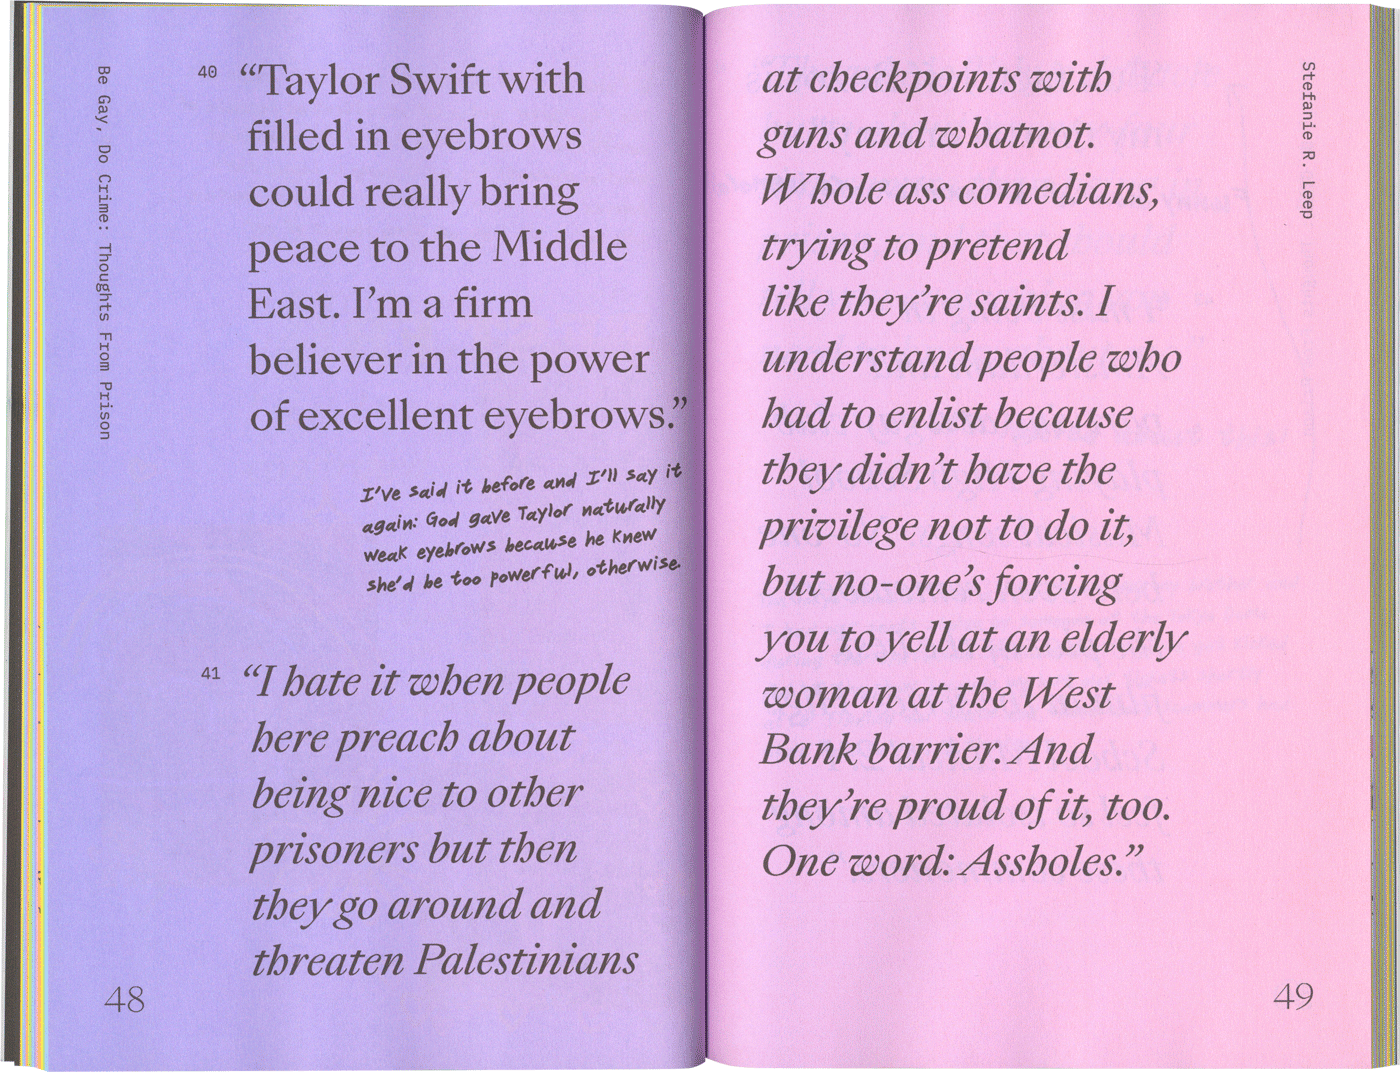 Be Gay, Do Crime: Thoughts From Prison
40
“Taylor Swift with
filled in eyebrows
could really bring
peace to the Middle
East. I’m a firm
believer in the power
of excellent eyebrows.”
I’ve said it before and I’ll say it
again: God gave Taylor naturally
weak eyebrows because he knew
she’d be too powerful, otherwise.
41
“I hate it when people
here preach about
being nice to other
prisoners but then
they go around and
threaten Palestinians
48
at checkpoints with
guns and whatnot.
Whole ass comedians,
trying to pretend
like they’re saints. I
understand people who
had to enlist because
they didn’t have the
privilege not to do it,
but no-one’s forcing
you to yell at an elderly
woman at the West
Bank barrier. And
they’re proud of it, too.
One word: Assholes.”
Stefanie R. Leep
49